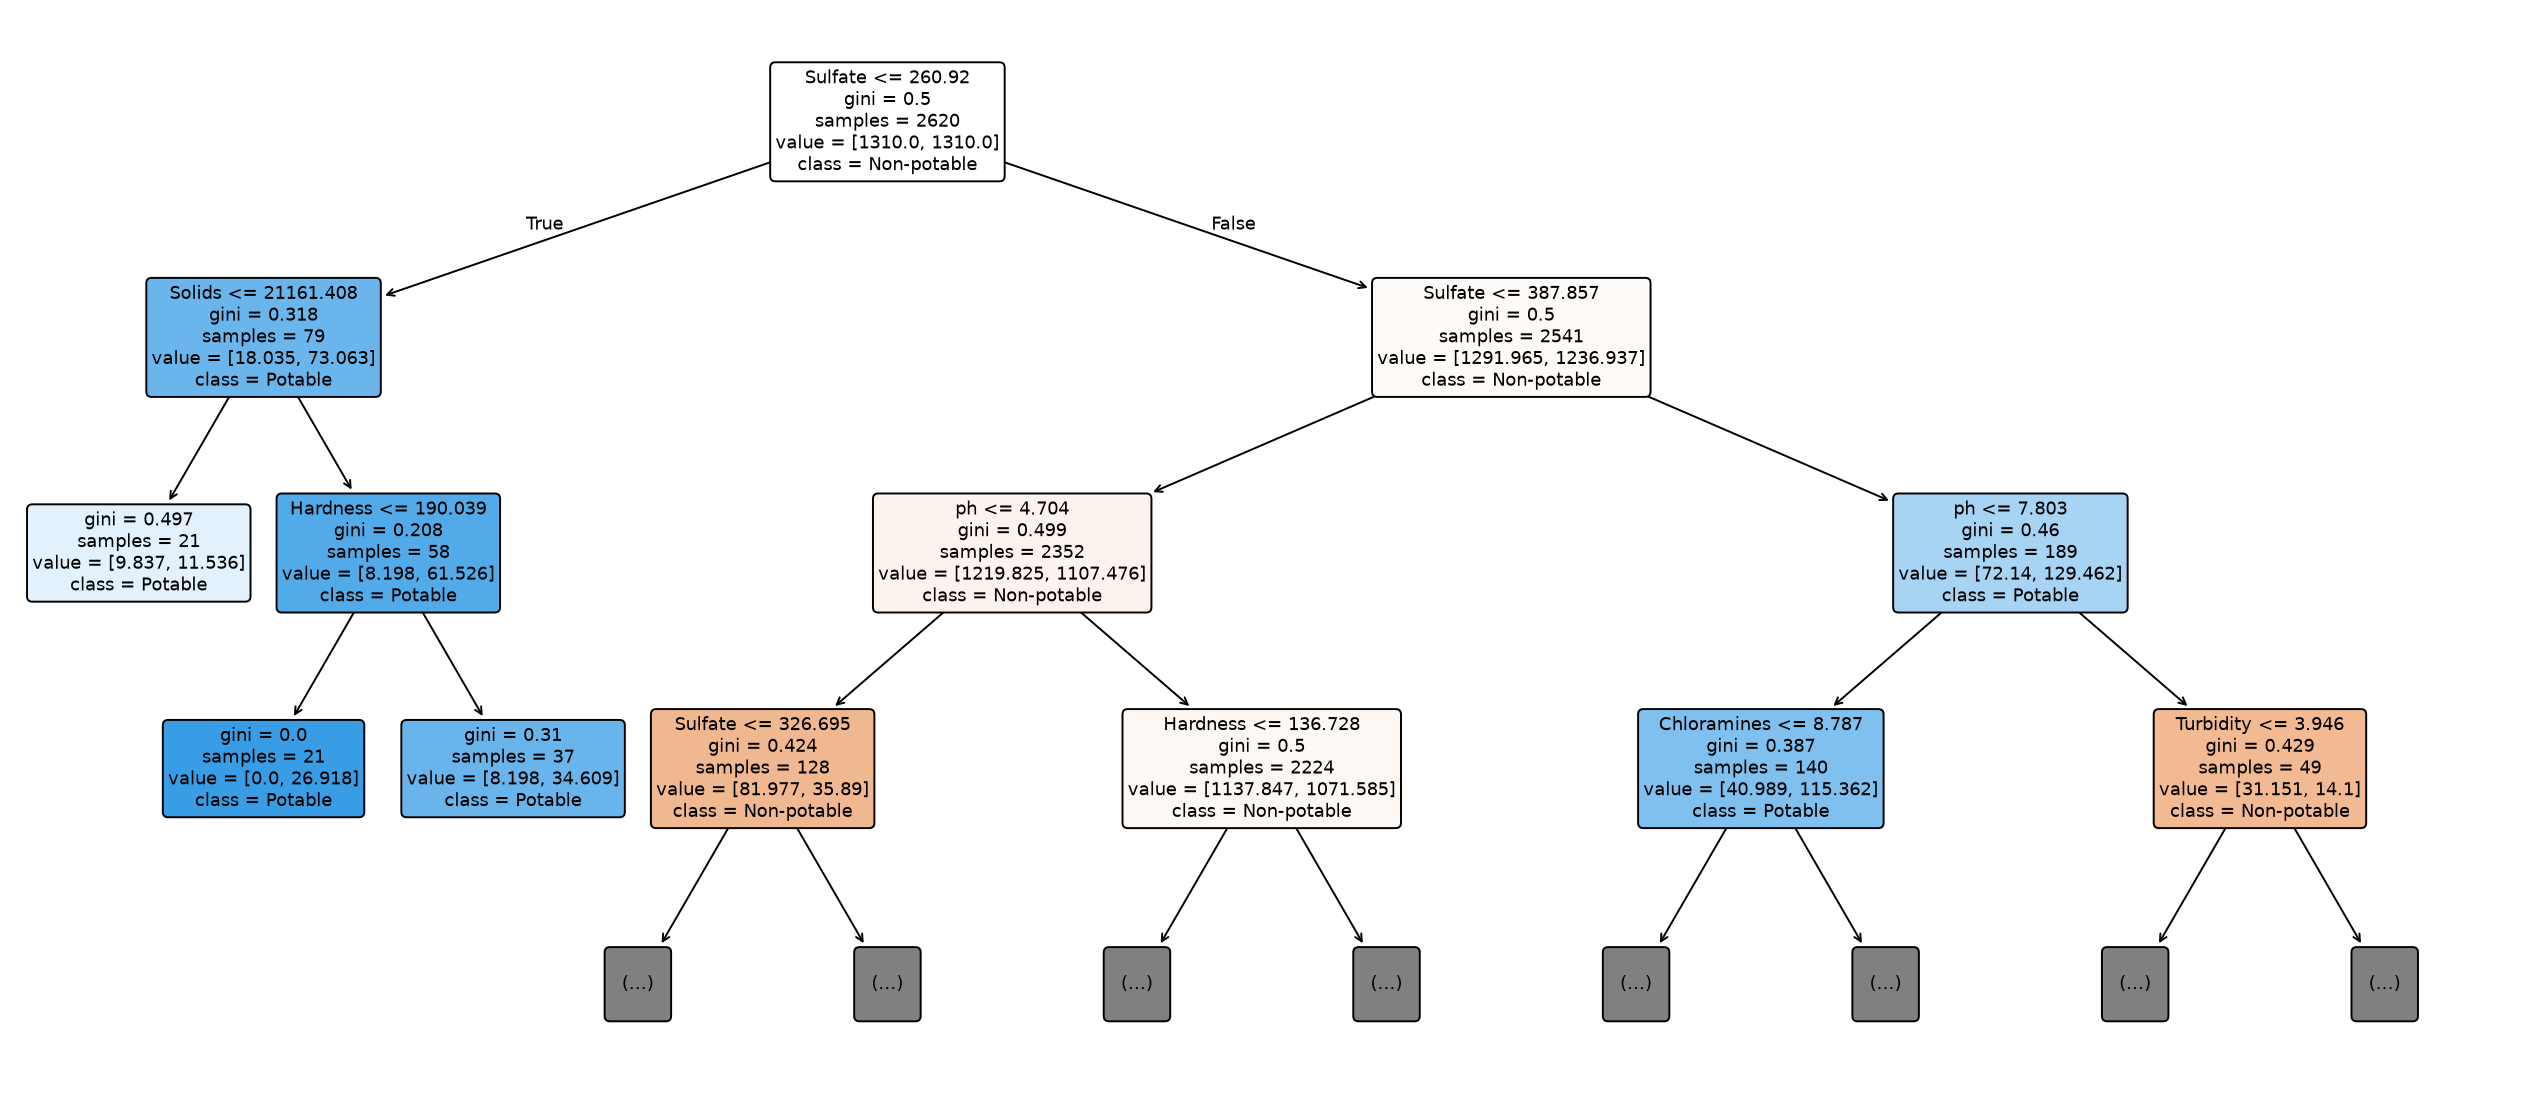 Sulfate <= 260.92
gini = 0.5
samples = 2620
value = [1310.0, 1310.0]
class = Non-potable
True
False
Solids <= 21161.408
gini = 0.318
samples = 79
value = [18.035, 73.063]
class = Potable
Sulfate <= 387.857
gini = 0.5
samples = 2541
value = [1291.965, 1236.937]
class = Non-potable
gini = 0.497
samples = 21
value = [9.837, 11.536]
class = Potable
Hardness <= 190.039
gini = 0.208
samples = 58
value = [8.198, 61.526]
class = Potable
ph <= 4.704
gini = 0.499
samples = 2352
value = [1219.825, 1107.476]
class = Non-potable
ph <= 7.803
gini = 0.46
samples = 189
value = [72.14, 129.462]
class = Potable
gini = 0.0
samples = 21
value = [0.0, 26.918]
class = Potable
gini = 0.31
samples = 37
value = [8.198, 34.609]
class = Potable
Sulfate <= 326.695
gini = 0.424
samples = 128
value = [81.977, 35.89]
class = Non-potable
Hardness <= 136.728
gini = 0.5
samples = 2224
value = [1137.847, 1071.585]
class = Non-potable
Chloramines <= 8.787
gini = 0.387
samples = 140
value = [40.989, 115.362]
class = Potable
Turbidity <= 3.946
gini = 0.429
samples = 49
value = [31.151, 14.1]
class = Non-potable
(...)
(...)
(...)
(...)
(...)
(...)
(...)
(...)